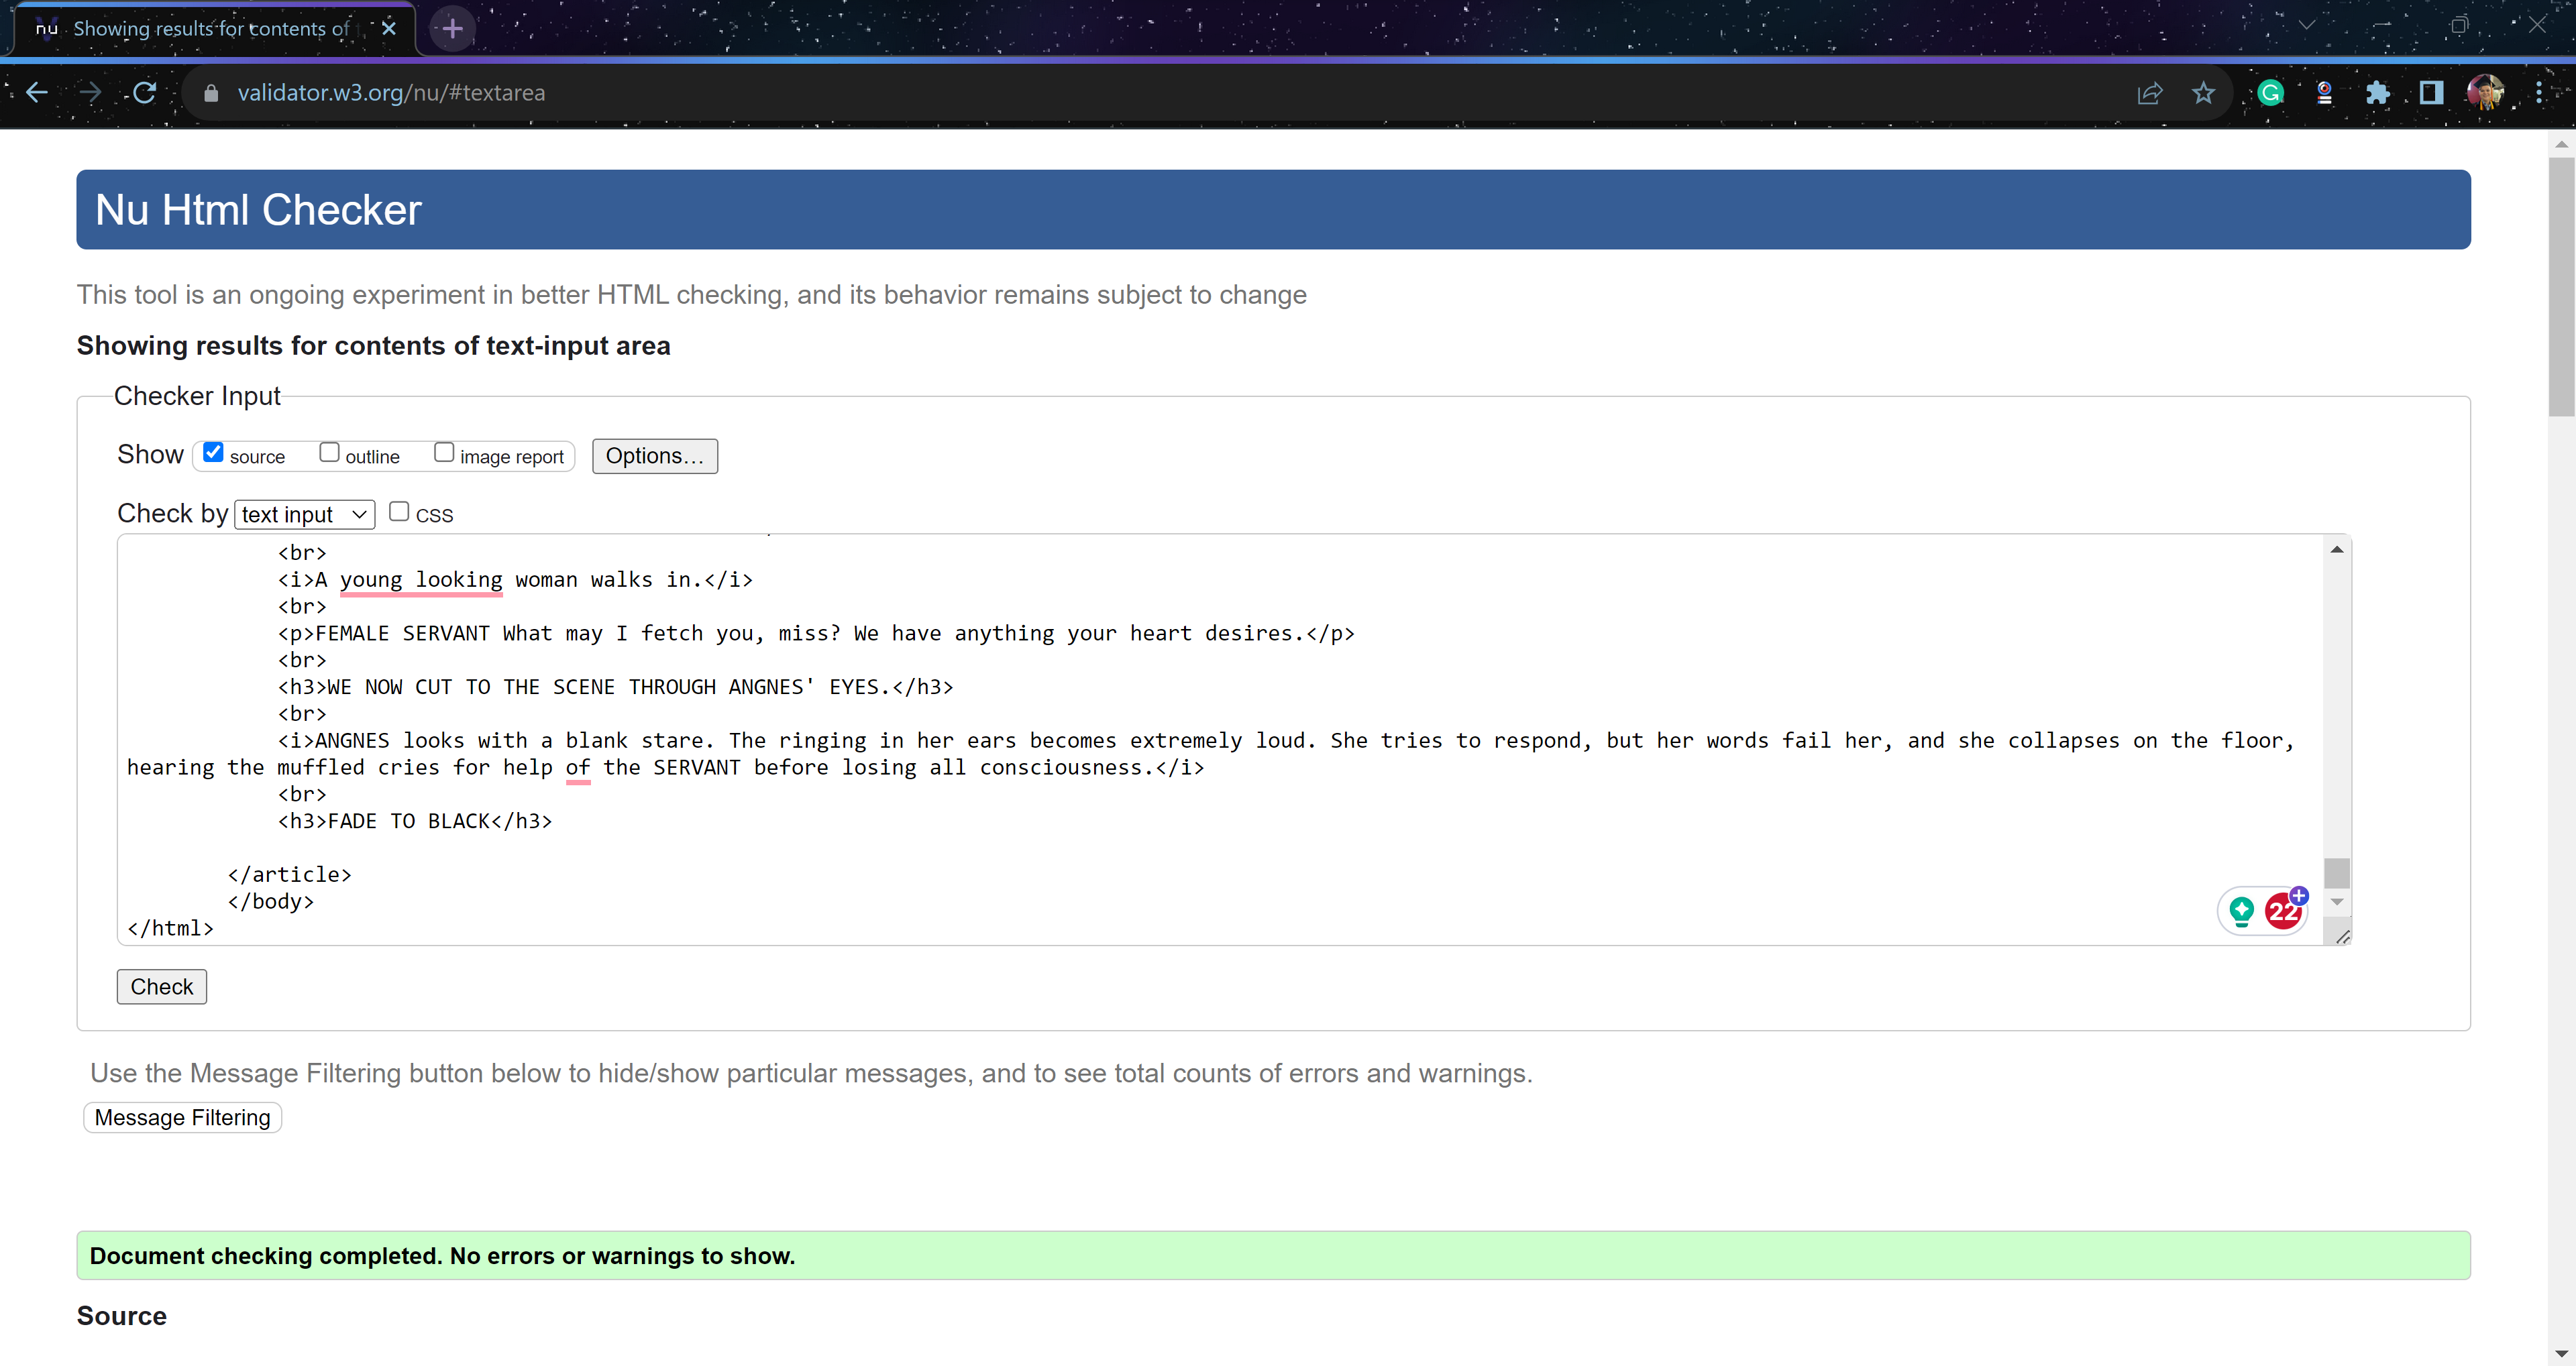 nu Showing results for contents of
validator.w3.org/nu/#textarea
Nu Html Checker
This tool is an ongoing experiment in better HTML checking, and its behavior remains subject to change
Showing results for contents of text-input area
Checker Input
Show source outline image report Options...
Check by text input CSS
<br>
<i>A young looking woman walks in.</i>
<br>
<p>FEMALE SERVANT What may I fetch you, miss? We have anything your heart desires.</p>
<br>
<h3>WE NOW CUT TO THE SCENE THROUGH ANGNES' EYES.</h3>
<br>
<i>ANGNES looks with a blank stare. The ringing in her ears becomes extremely loud. She tries to respond, but her words fail her, and she collapses on the floor,
hearing the muffled cries for help of the SERVANT before losing all consciousness.</i>
<br>
<h3>FADE TO BLACK</h3>
</article>
</body>
22
</html>
Check
Use the Message Filtering button below to hide/show particular messages, and to see total counts of errors and warnings.
Message Filtering
Document checking completed. No errors or warnings to show.
Source